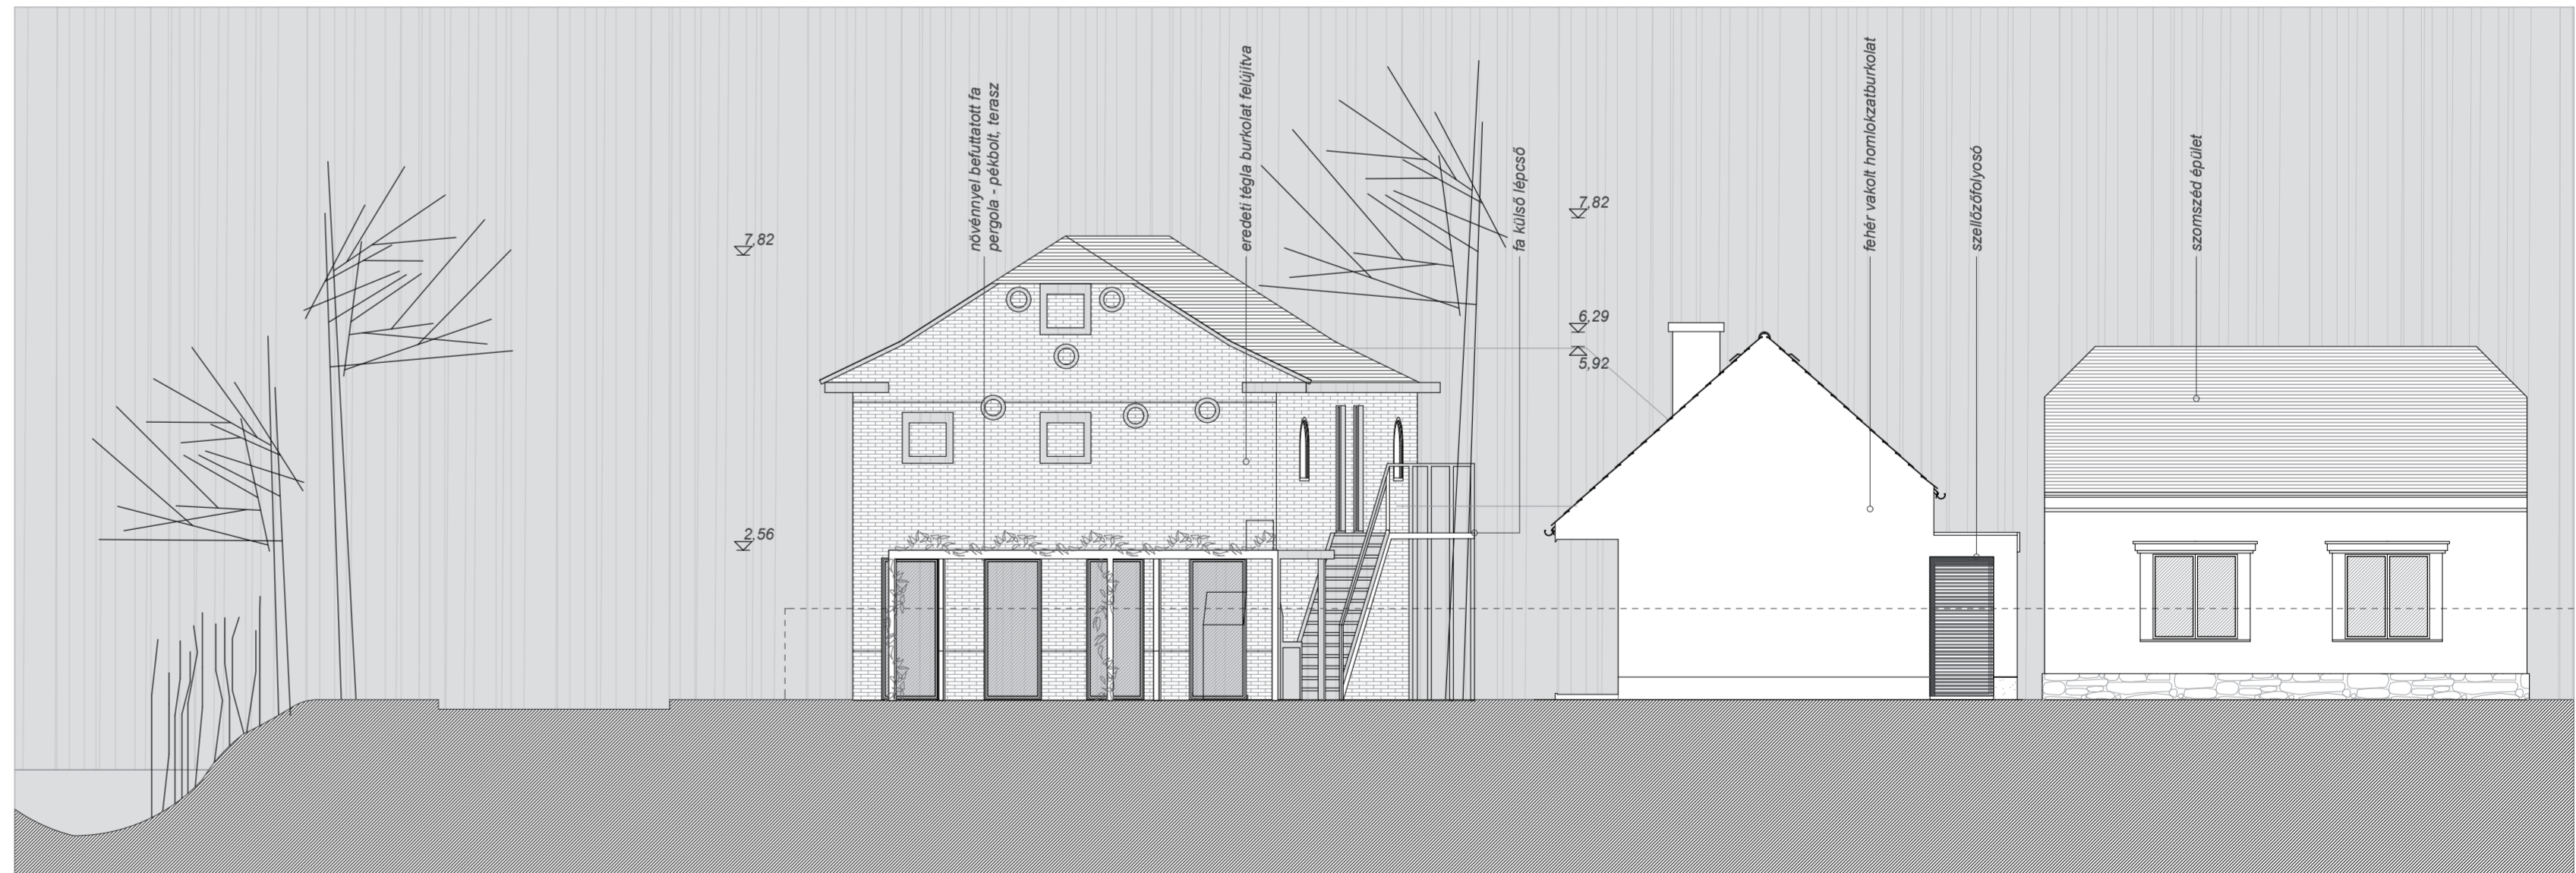 7,82
2,56
növénnyel befuttatott fa
pergola - pékbolt, terasz
eredeti tégla burkolat felújítva
fa külső lépcső
7,82
6,29
5,92
fehér vakolt homlokzatburkolat
szellőzőfolyosó
szomszéd épület